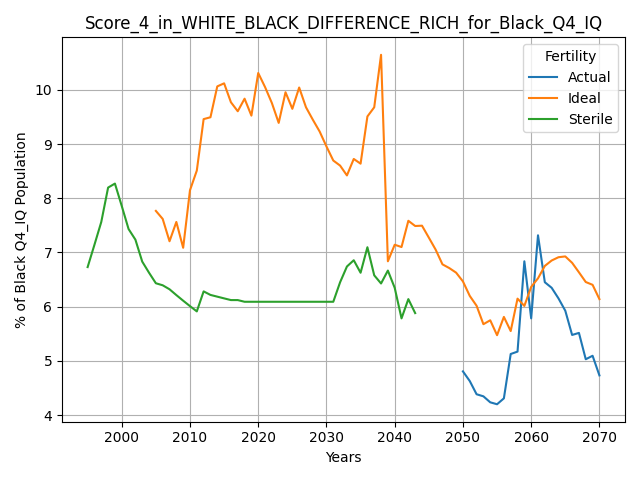 Score_4_in_WHITE_BLACK_DIFFERENCE_RICH_for_Black_Q4_IQ
Fertility
Actual
Ideal
Sterile
% of Black Q4_IQ Population
10
9
8
7
6
5
4
2000 2010 2020 2030 2040 2050 2060 2070
Years